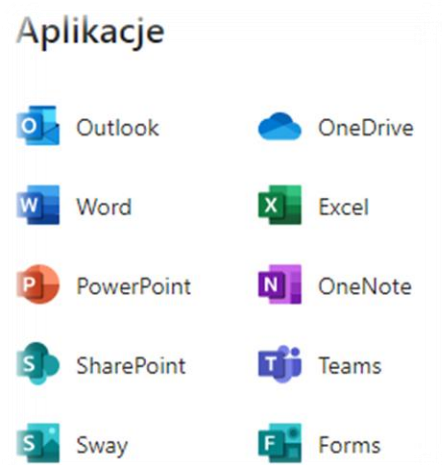 Aplikacje
Outlook OneDrive
Word Excel
PowerPoint OneNote
SharePoint Teams
Sway Forms